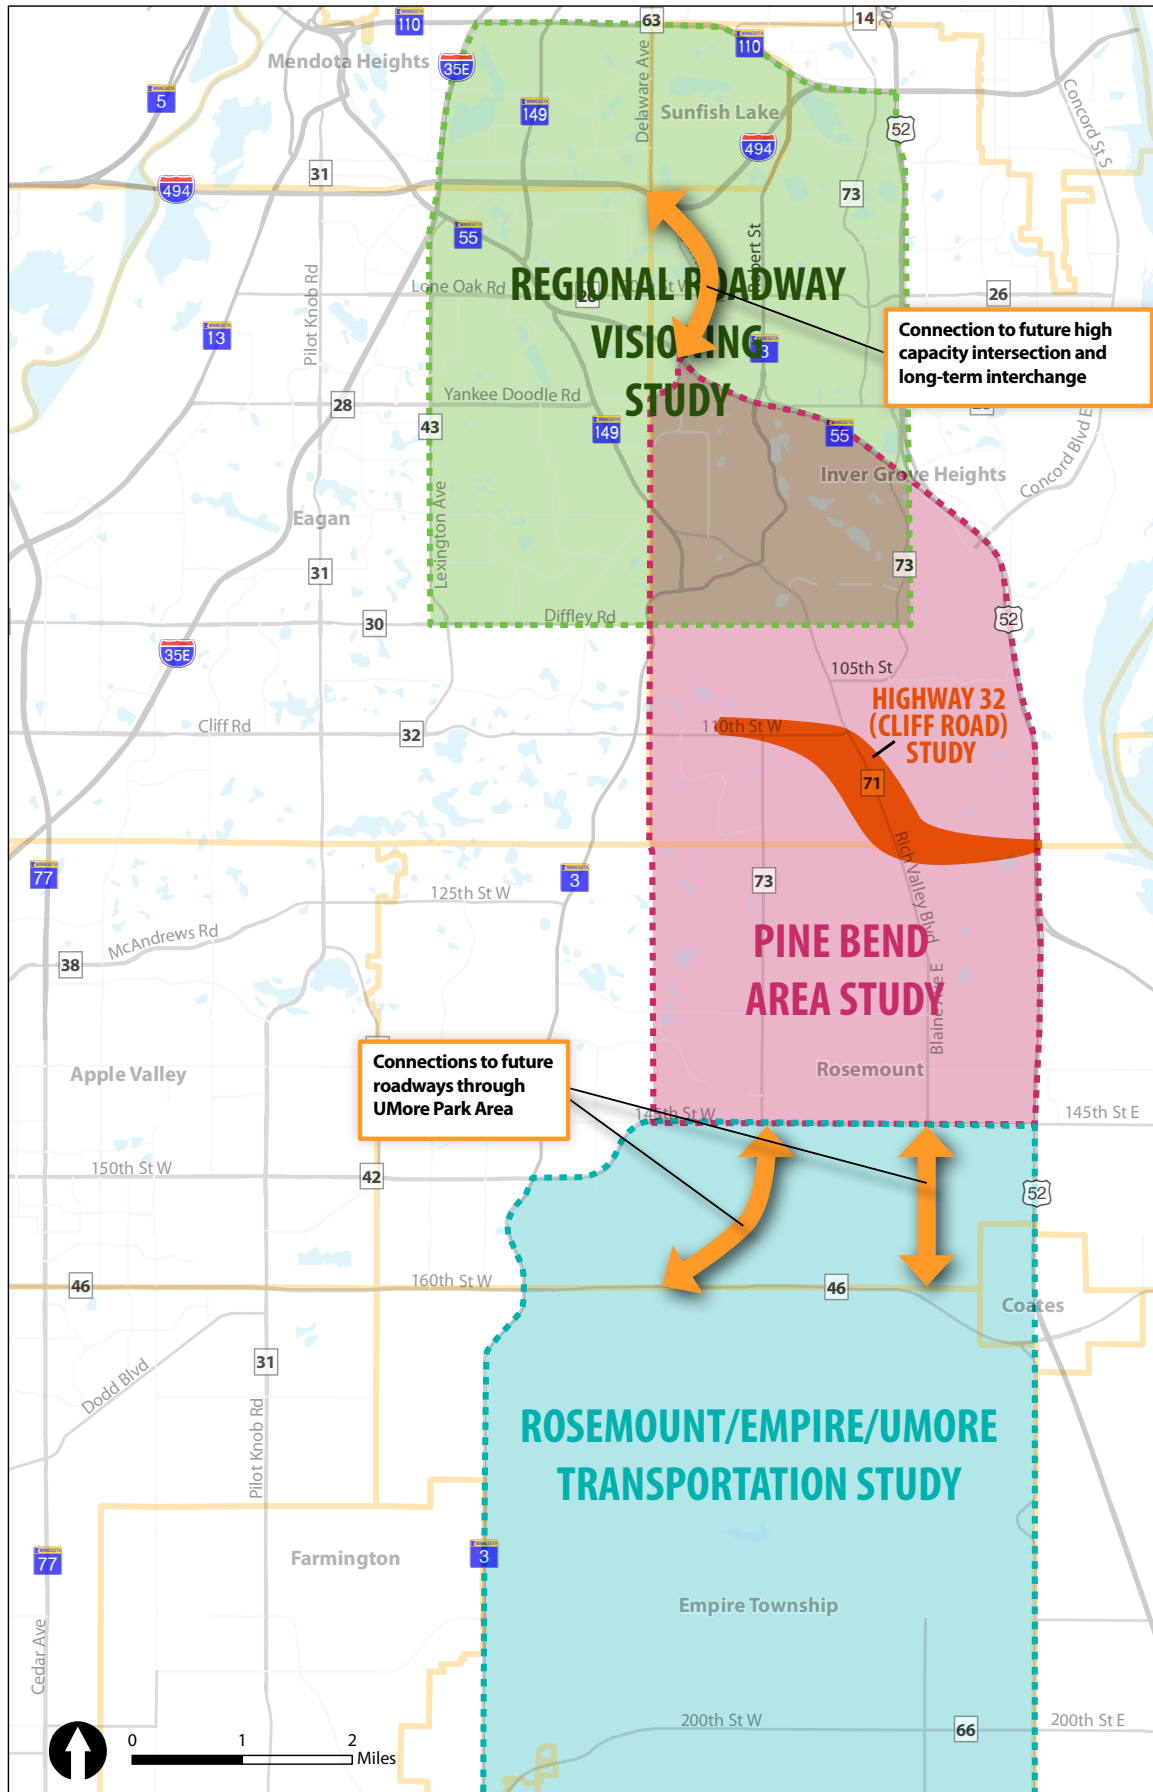 110
63
14
Mendota Heights
35E
Delaware Ave
110
5
149
Sunfish Lake
Concord St S
52
494
31
494
73
55
Robert St
Pilot Knob Rd
Lone Oak Rd
REGIONAL ROADWAY
VISIONING
STUDY
26
13
3
Connection to future high
capacity intersection and
long-term interchange
Yankee Doodle Rd
28
43
149
55
Inver Grove Heights
Concord Blvd E
Eagan
Lexington Ave
31
73
30
Diffley Rd
52
35E
105th St
HIGHWAY 32
(CLIFF ROAD)
STUDY
Cliff Rd
32
110th St W
71
Rich Valley Blvd
77
3
73
125th St W
McAndrews Rd
38
PINE BEND
AREA STUDY
Blaine Ave E
Connections to future
roadways through
UMore Park Area
Apple Valley
Rosemount
145th St W
145th St E
150th St W
42
52
46
160th St W
46
Coates
31
Dodd Blvd
Pilot Knob Rd
ROSEMOUNT/EMPIRE/UMORE
TRANSPORTATION STUDY
77
Farmington
3
Empire Township
Cedar Ave
200th St W
66
200th St E
0 1 2
Miles